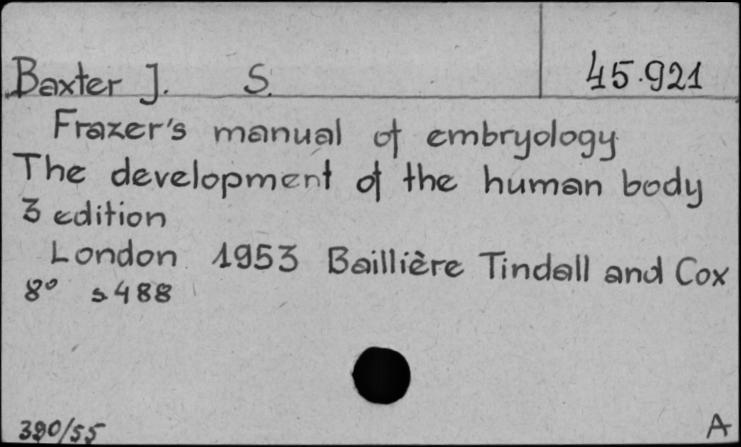 Baxter J. S. 45.921
Frazer's manual of embryology
The development of the human body
3 edition
London 1953 Baillière Tindall and Cox
8° s.488
390/55 A